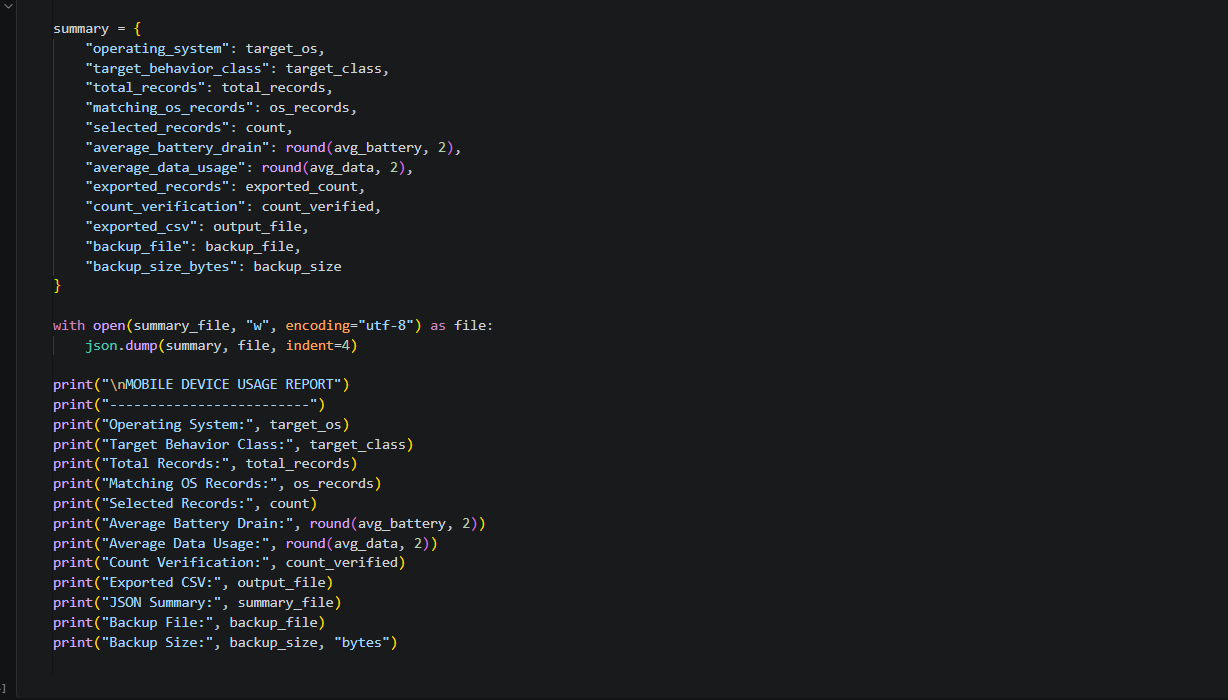 summary = {
    "operating_system": target_os,
    "target_behavior_class": target_class,
    "total_records": total_records,
    "matching_os_records": os_records,
    "selected_records": count,
    "average_battery_drain": round(avg_battery, 2),
    "average_data_usage": round(avg_data, 2),
    "exported_records": exported_count,
    "count_verification": count_verified,
    "exported_csv": output_file,
    "backup_file": backup_file,
    "backup_size_bytes": backup_size
}
with open(summary_file, "w", encoding="utf-8") as file:
    json.dump(summary, file, indent=4)
print("\nMOBILE DEVICE USAGE REPORT")
print("-------------------------")
print("Operating System:", target_os)
print("Target Behavior Class:", target_class)
print("Total Records:", total_records)
print("Matching OS Records:", os_records)
print("Selected Records:", count)
print("Average Battery Drain:", round(avg_battery, 2))
print("Average Data Usage:", round(avg_data, 2))
print("Count Verification:", count_verified)
print("Exported CSV:", output_file)
print("JSON Summary:", summary_file)
print("Backup File:", backup_file)
print("Backup Size:", backup_size, "bytes")
]